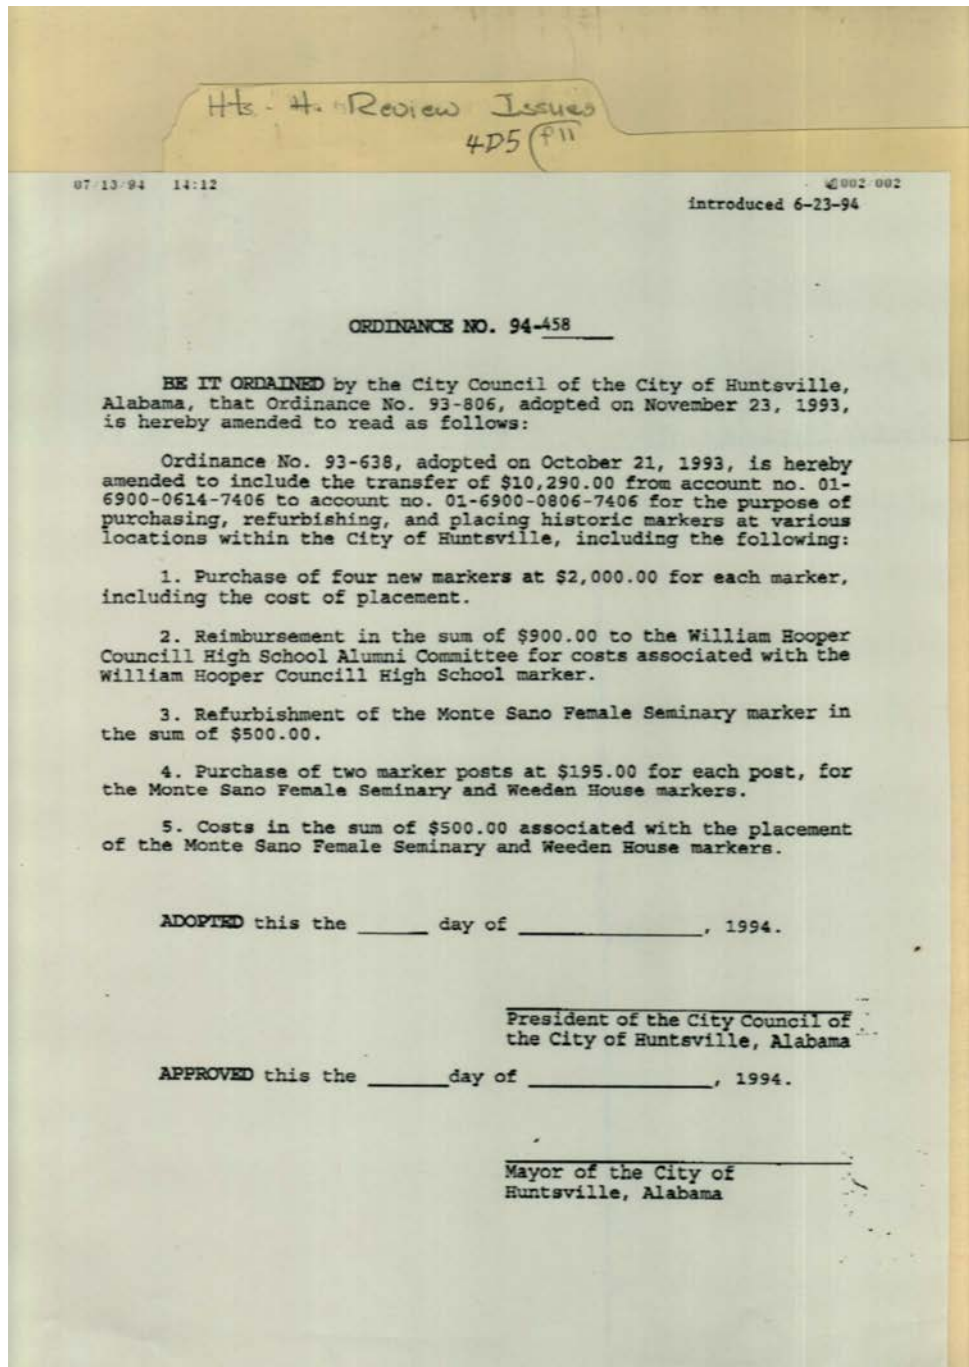 Hts. H. Review Issues
4D5 (P11
07/13/94 14:12
002/002
introduced 6-23-94
ORDINANCE NO. 94-458
BE IT ORDAINED by the City Council of the City of Huntsville,
Alabama, that Ordinance No. 93-806, adopted on November 23, 1993,
is hereby amended to read as follows:
Ordinance No. 93-638, adopted on October 21, 1993, is hereby
amended to include the transfer of $10,290.00 from account no. 01-
6900-0614-7406 to account no. 01-6900-0806-7406 for the purpose of
purchasing, refurbishing, and placing historic markers at various
locations within the City of Huntsville, including the following:
1. Purchase of four new markers at $2,000.00 for each marker,
including the cost of placement.
2. Reimbursement in the sum of $900.00 to the William Hooper
Councill High School Alumni Committee for costs associated with the
William Hooper Councill High School marker.
3. Refurbishment of the Monte Sano Female Seminary marker in
the sum of $500.00.
4. Purchase of two marker posts at $195.00 for each post, for
the Monte Sano Female Seminary and Weeden House markers.
5. Costs in the sum of $500.00 associated with the placement
of the Monte Sano Female Seminary and Weeden House markers.
ADOPTED this the ______ day of ________________, 1994.
President of the City Council of
the City of Huntsville, Alabama
APPROVED this the _______day of ________________, 1994.
Mayor of the City of
Huntsville, Alabama